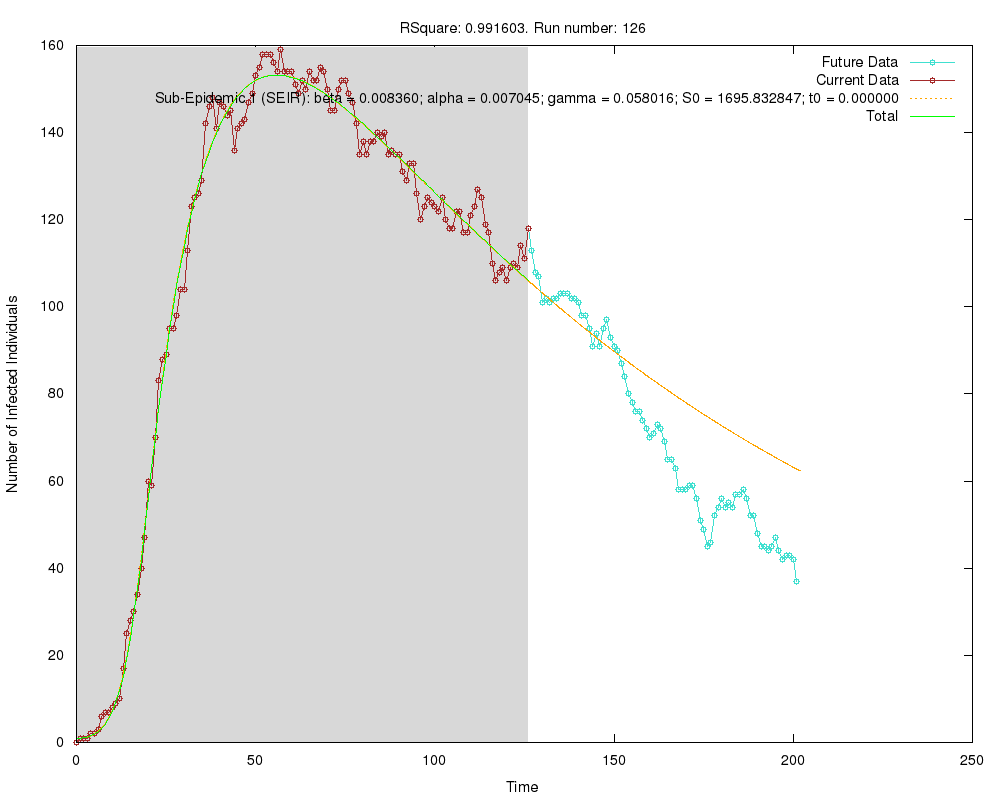 RSquare: 0.991603. Run number: 126
160
140
120
100
80
60
40
20
0
Number of Infected Individuals
Future Data
Current Data
Sub-Epidemic 1 (SEIR): beta = 0.008360; alpha = 0.007045; gamma = 0.058016; S0 = 1695.832847; t0 = 0.000000
Total
0 50 100 150 200 250
Time